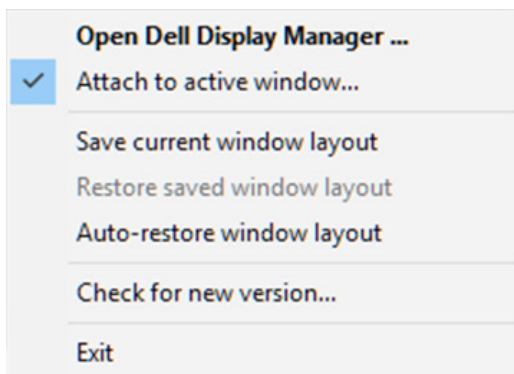 Open Dell Display Manager ...
Attach to active window...
Save current window layout
Restore saved window layout
Auto-restore window layout
Check for new version...
Exit